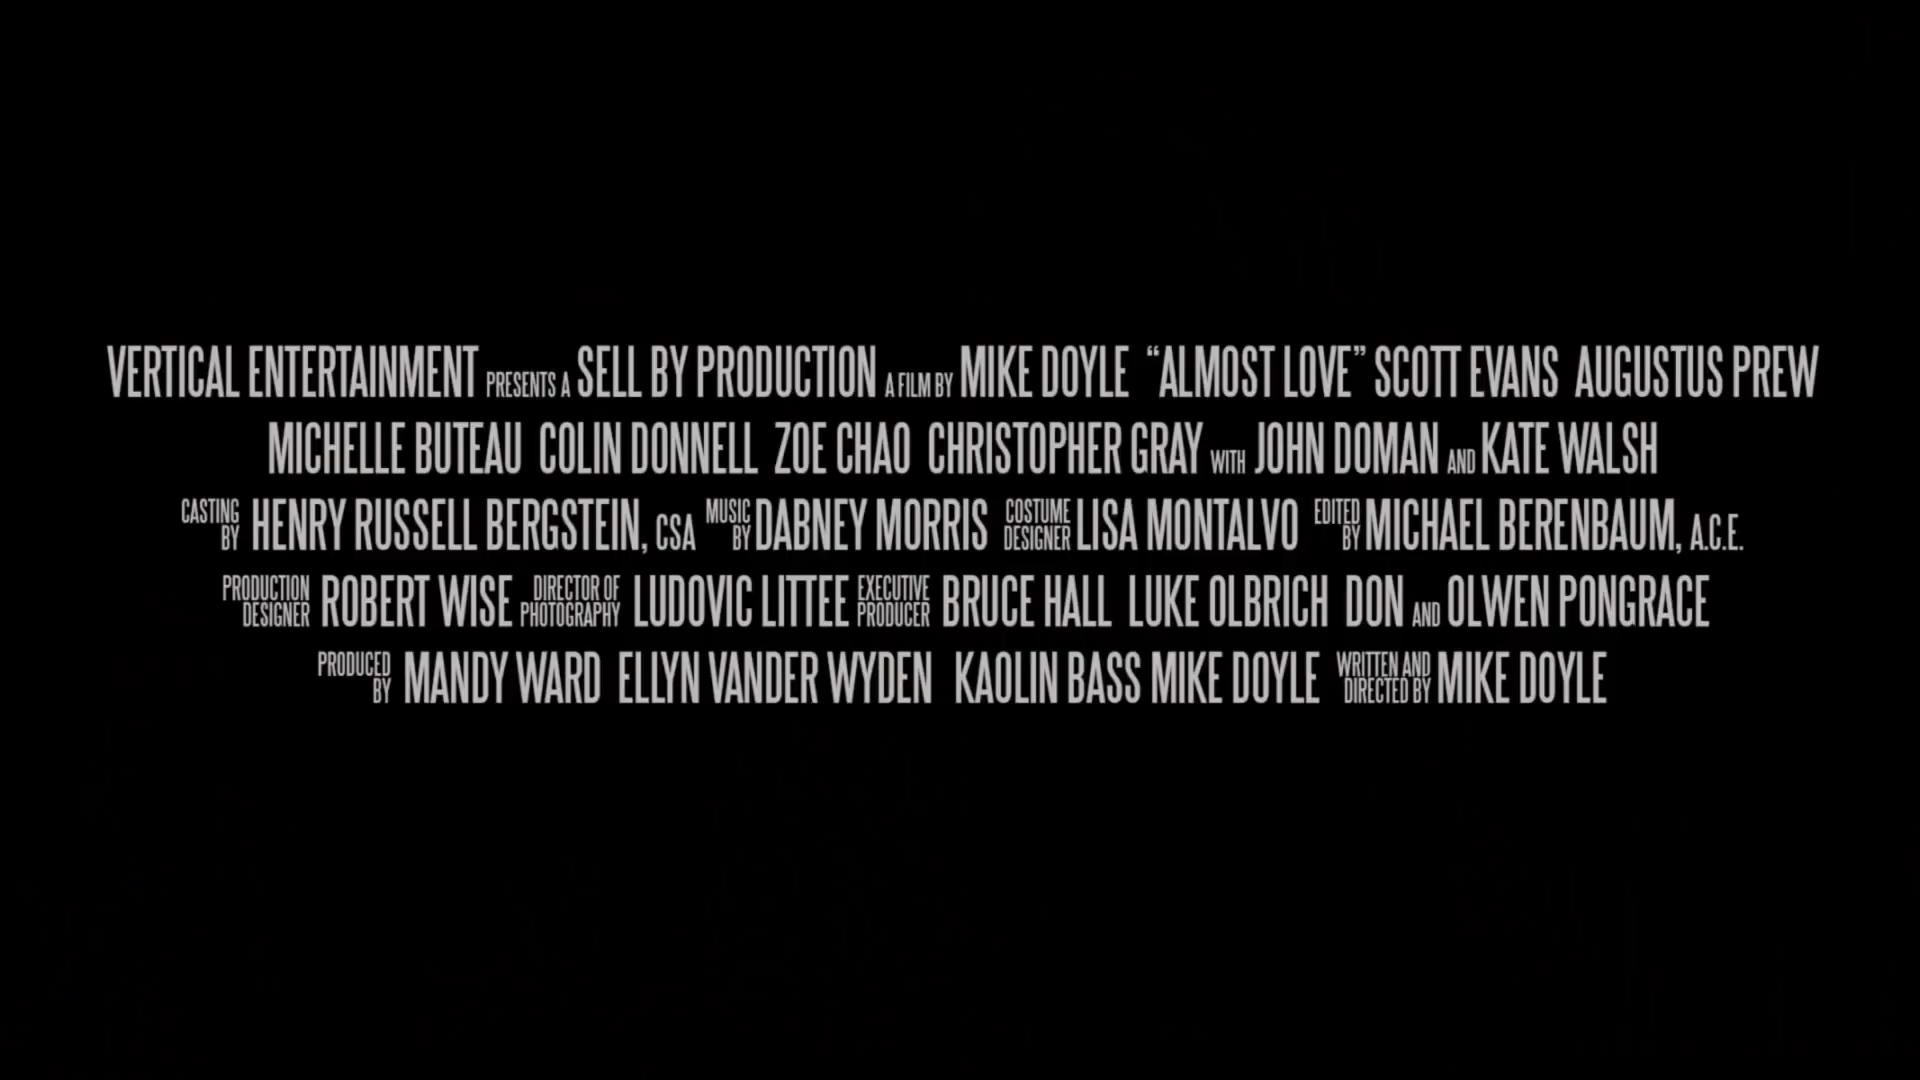 VERTICAL ENTERTAINMENT PRESENTS A SELL BY PRODUCTION A FILM BY MIKE DOYLE “ALMOST LOVE” SCOTT EVANS AUGUSTUS PREW
MICHELLE BUTEAU COLIN DONNELL ZOE CHAO CHRISTOPHER GRAY WITH JOHN DOMAN AND KATE WALSH
CASTING BY HENRY RUSSELL BERGSTEIN, CSA MUSIC BY DABNEY MORRIS COSTUME DESIGNER LISA MONTALVO EDITED BY MICHAEL BERENBAUM, A.C.E.
PRODUCTION DESIGNER ROBERT WISE DIRECTOR OF PHOTOGRAPHY LUDOVIC LITTEE EXECUTIVE PRODUCER BRUCE HALL LUKE OLBRICH DON AND OLWEN PONGRACE
PRODUCED BY MANDY WARD ELLYN VANDER WYDEN KAOLIN BASS MIKE DOYLE WRITTEN AND DIRECTED BY MIKE DOYLE